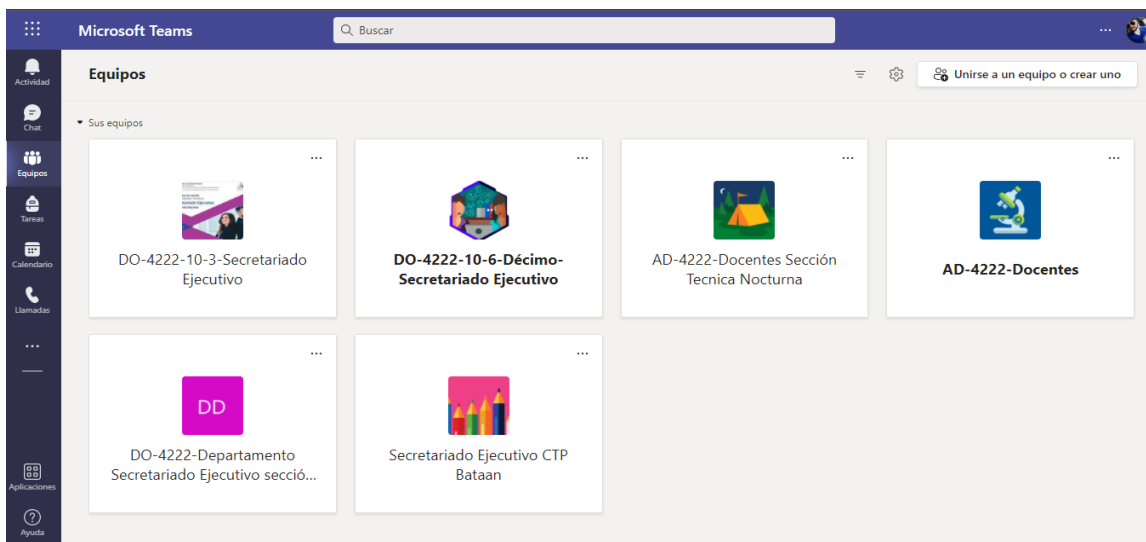 Microsoft Teams
Buscar
Actividad
Chat
Equipos
Tareas
Calendario
Llamadas
Aplicaciones
Ayuda
Equipos
Unirse a un equipo o crear uno
Sus equipos
DO-4222-10-3-Secretariado
Ejecutivo
DO-4222-10-6-Décimo-
Secretariado Ejecutivo
AD-4222-Docentes Sección
Tecnica Nocturna
AD-4222-Docentes
DD
DO-4222-Departamento
Secretariado Ejecutivo secció...
Secretariado Ejecutivo CTP
Bataan